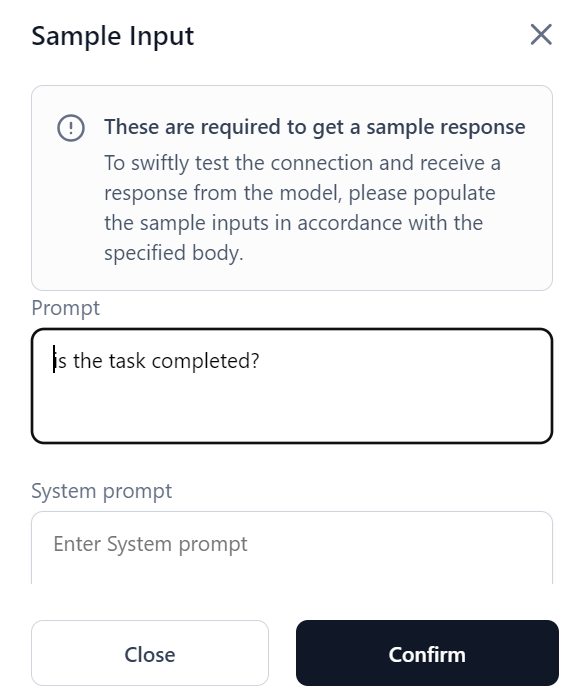 Sample Input
These are required to get a sample response
To swiftly test the connection and receive a
response from the model, please populate
the sample inputs in accordance with the
specified body.
Prompt
is the task completed?
System prompt
Enter System prompt
Close
Confirm